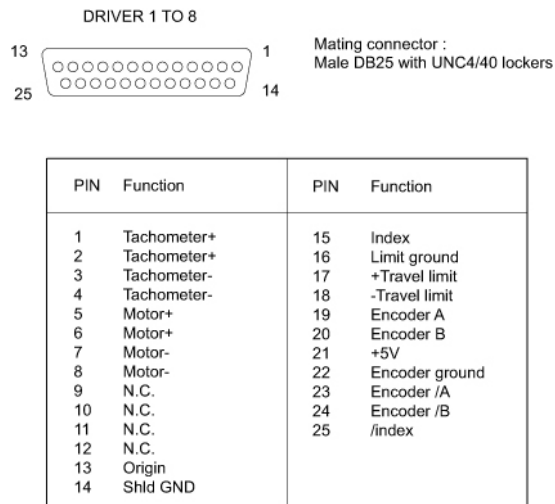 DRIVER 1 TO 8
13
1
25
14
Mating connector :
Male DB25 with UNC4/40 lockers
PIN Function
1 Tachometer+
2 Tachometer+
3 Tachometer-
4 Tachometer-
5 Motor+
6 Motor+
7 Motor-
8 Motor-
9 N.C.
10 N.C.
11 N.C.
12 N.C.
13 Origin
14 Shld GND
PIN Function
15 Index
16 Limit ground
17 +Travel limit
18 -Travel limit
19 Encoder A
20 Encoder B
21 +5V
22 Encoder ground
23 Encoder /A
24 Encoder /B
25 /index